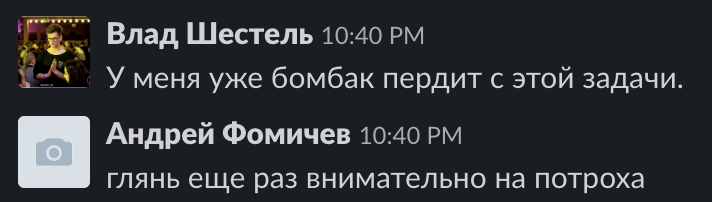 Влад Шестель 10:40 PM
У меня уже бомбак пердит с этой задачи.
Андрей Фомичев 10:40 PM
глянь еще раз внимательно на потроха